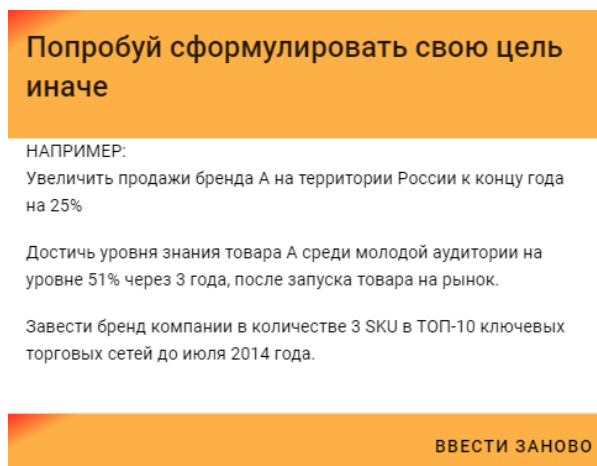 Попробуй сформулировать свою цель
иначе
НАПРИМЕР:
Увеличить продажи бренда А на территории России к концу года
на 25%
Достичь уровня знания товара А среди молодой аудитории на
уровне 51% через 3 года, после запуска товара на рынок.
Завести бренд компании в количестве 3 SKU в ТОП-10 ключевых
торговых сетей до июля 2014 года.
ВВЕСТИ ЗАНОВО